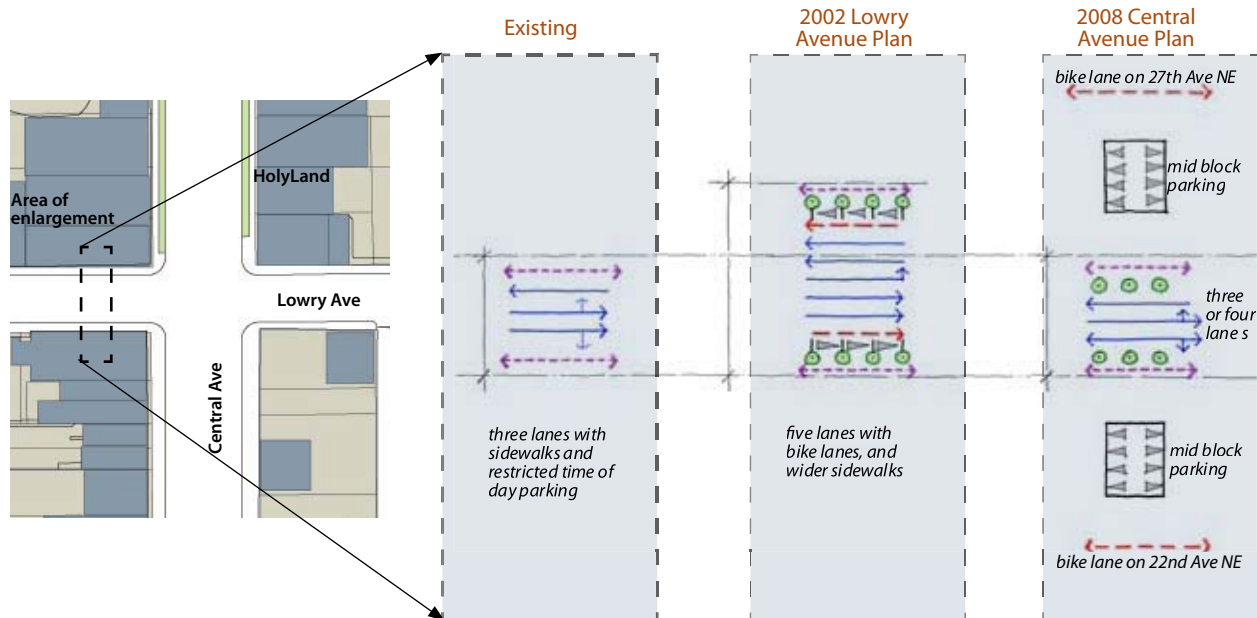 Existing
2002 Lowry
Avenue Plan
2008 Central
Avenue Plan
HolyLand
Area of
enlargement
Lowry Ave
Central Ave
three lanes with
sidewalks and
restricted time of
day parking
five lanes with
bike lanes, and
wider sidewalks
bike lane on 27th Ave NE
mid block
parking
three
or four
lane s
mid block
parking
bike lane on 22nd Ave NE